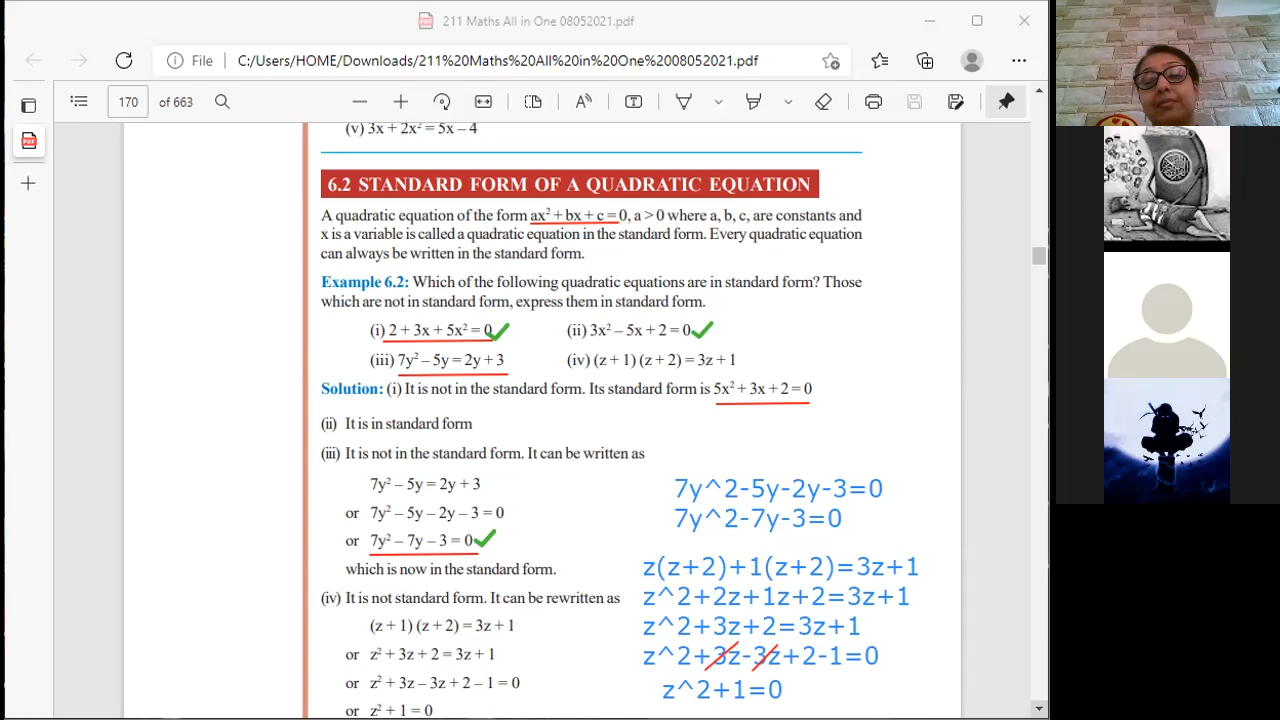 211 Maths All in One 08052021.pdf
File C:/Users/HOME/Downloads/211%20Maths%20All%20in%20One%2008052021.pdf
170 of 663
(v) 3x + 2x² = 5x – 4
6.2 STANDARD FORM OF A QUADRATIC EQUATION
A quadratic equation of the form ax² + bx + c = 0, a > 0 where a, b, c, are constants and
x is a variable is called a quadratic equation in the standard form. Every quadratic equation
can always be written in the standard form.
Example 6.2: Which of the following quadratic equations are in standard form? Those
which are not in standard form, express them in standard form.
(i) 2 + 3x + 5x² = 0 (ii) 3x² – 5x + 2 = 0
(iii) 7y² – 5y = 2y + 3 (iv) (z + 1) (z + 2) = 3z + 1
Solution: (i) It is not in the standard form. Its standard form is 5x² + 3x + 2 = 0
(ii) It is in standard form
(iii) It is not in the standard form. It can be written as
7y² – 5y = 2y + 3
or 7y² – 5y – 2y – 3 = 0
or 7y² – 7y – 3 = 0
which is now in the standard form.
(iv) It is not standard form. It can be rewritten as
(z + 1) (z + 2) = 3z + 1
or z² + 3z + 2 = 3z + 1
or z² + 3z – 3z + 2 – 1 = 0
or z² + 1 = 0
7y^2-5y-2y-3=0
7y^2-7y-3=0
z(z+2)+1(z+2)=3z+1
z^2+2z+1z+2=3z+1
z^2+3z+2=3z+1
z^2+3z-3z+2-1=0
z^2+1=0